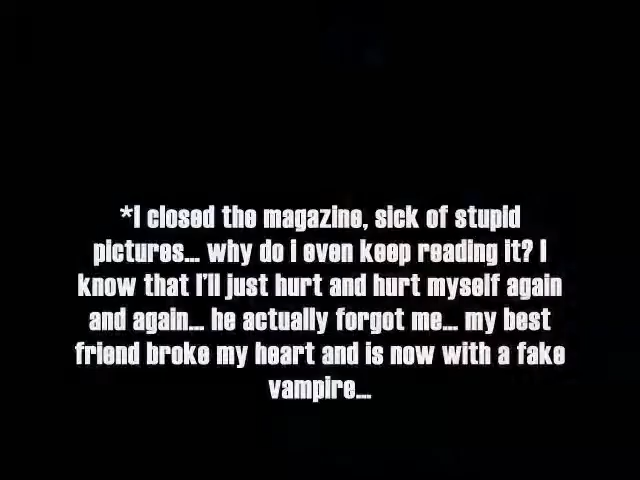 *I closed the magazine, sick of stupid
pictures... why do i even keep reading it? I
know that I'll just hurt and hurt myself again
and again... he actually forgot me... my best
friend broke my heart and is now with a fake
vampire...